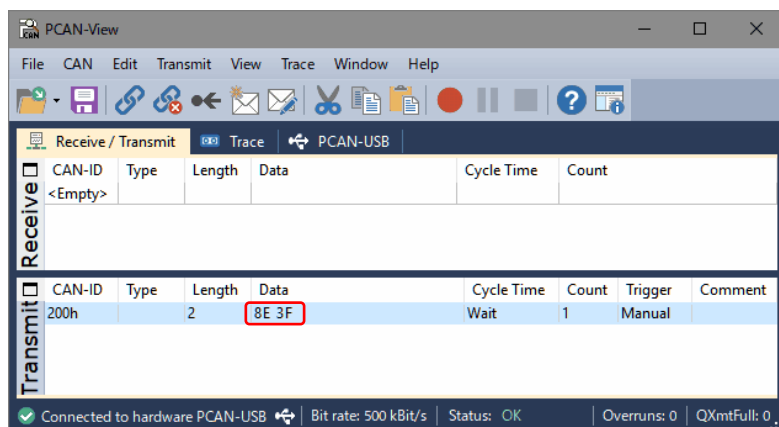 CAN PCAN-View
File CAN Edit Transmit View Trace Window Help
Receive / Transmit Trace PCAN-USB
Receive
CAN-ID Type Length Data Cycle Time Count
<Empty>
Transmit
CAN-ID Type Length Data Cycle Time Count Trigger Comment
200h 2 8E 3F Wait 1 Manual
Connected to hardware PCAN-USB Bit rate: 500 kBit/s Status: OK Overruns: 0 QXmtFull: 0